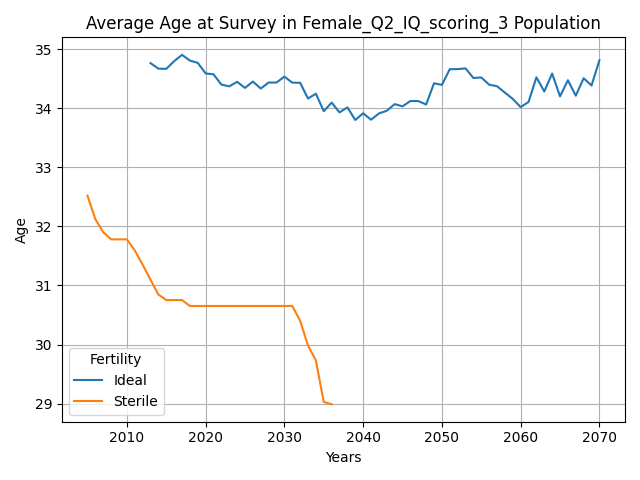 Average Age at Survey in Female_Q2_IQ_scoring_3 Population
35
34
33
32
31
30
29
Age
Fertility
Ideal
Sterile
2010 2020 2030 2040 2050 2060 2070
Years